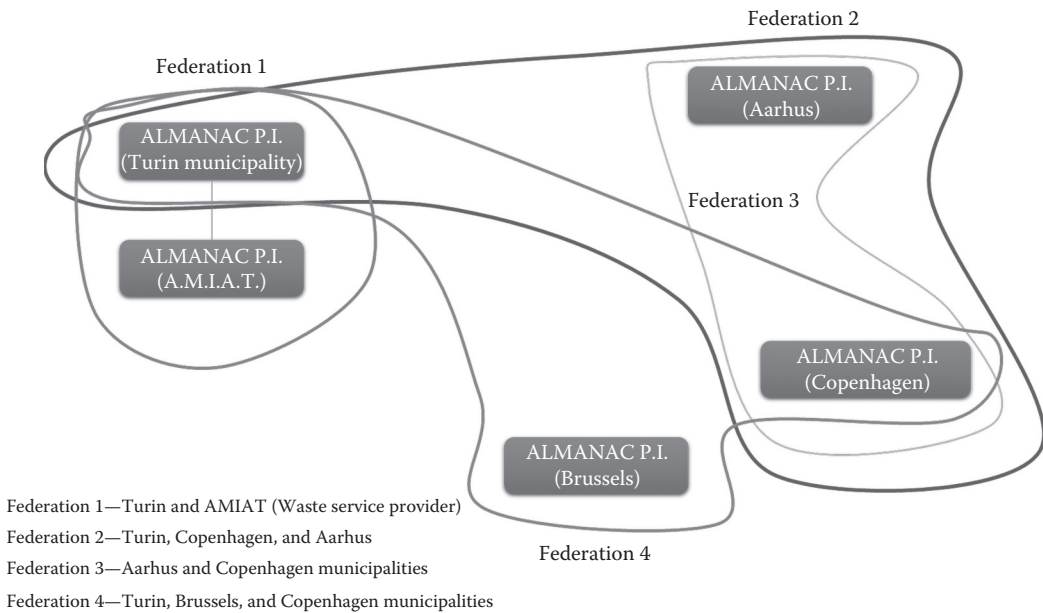 Federation 2
Federation 1
ALMANAC P.I.
(Aarhus)
ALMANAC P.I.
(Turin municipality)
Federation 3
ALMANAC P.I.
(A.M.I.A.T.)
ALMANAC P.I.
(Copenhagen)
ALMANAC P.I.
(Brussels)
Federation 1—Turin and AMIAT (Waste service provider)
Federation 2—Turin, Copenhagen, and Aarhus
Federation 4
Federation 3—Aarhus and Copenhagen municipalities
Federation 4—Turin, Brussels, and Copenhagen municipalities